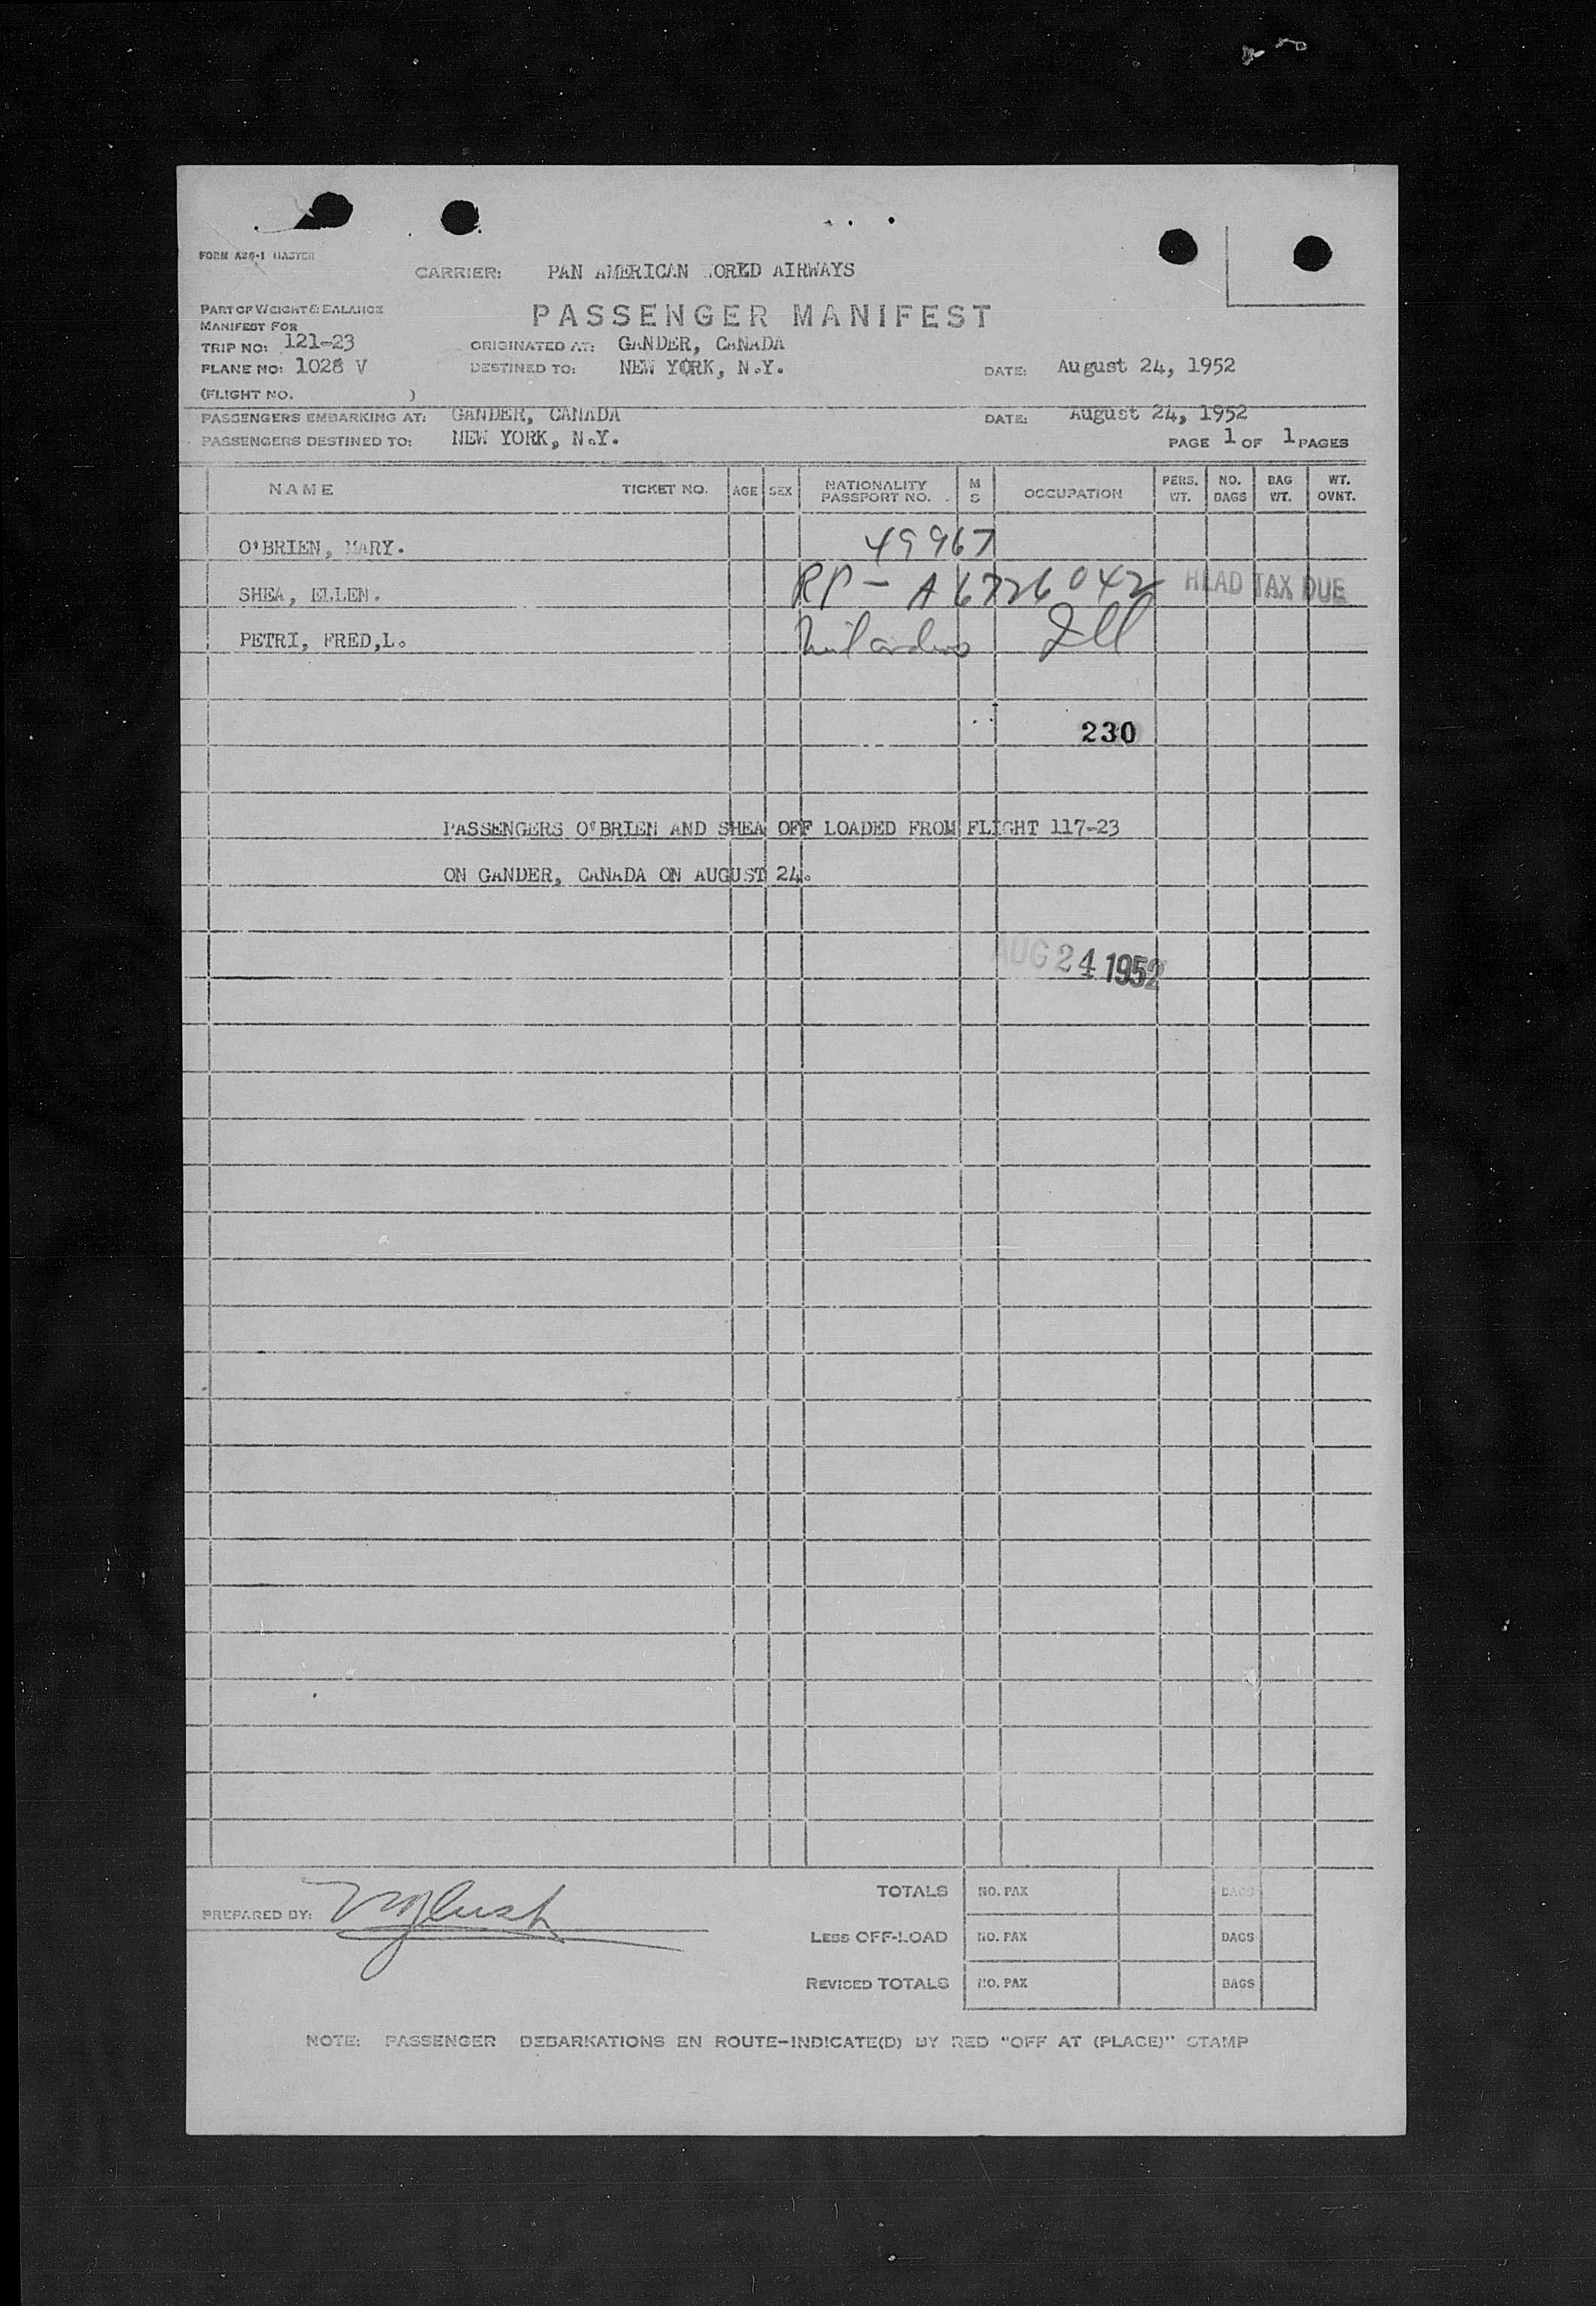 FORM ASG-1 MASTER
CARRIER: PAN AMERICAN WORLD AIRWAYS
PART OF WEIGHT & BALANCE
MANIFEST FOR
PASSENGER MANIFEST
TRIP NO: 121-23 ORIGINATED AT: GANDER, CANADA
PLANE NO: 1028 V DESTINED TO: NEW YORK, N.Y. DATE: August 24, 1952
(FLIGHT NO. )
PASSENGERS EMBARKING AT: GANDER, CANADA DATE: August 24, 1952
PASSENGERS DESTINED TO: NEW YORK, N.Y. PAGE 1 OF 1 PAGES
NAME TICKET NO. AGE SEX NATIONALITY PASSPORT NO. M S OCCUPATION PERS. WT. NO. BAGS BAG WT. WT. OVNT.
O'BRIEN, MARY. 49967
SHEA, ELLEN. RP - A6726042 HEAD TAX DUE
PETRI, FRED,L.
230
PASSENGERS O'BRIEN AND SHEA OFF LOADED FROM FLIGHT 117-23
ON GANDER, CANADA ON AUGUST 24.
AUG 24 1952
PREPARED BY:
TOTALS NO. PAX BAGS
LESS OFF-LOAD NO. PAX BAGS
REVISED TOTALS NO. PAX BAGS
NOTE: PASSENGER DEBARKATIONS EN ROUTE-INDICATE(D) BY RED "OFF AT (PLACE)" STAMP